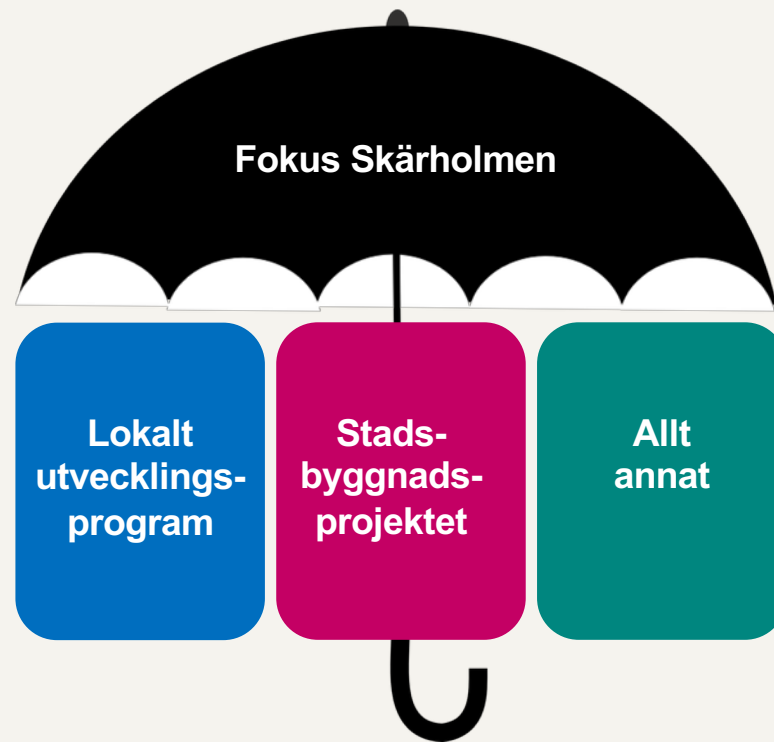 Fokus Skärholmen
Lokalt
utvecklings-
program
Stads-
byggnads-
projektet
Allt
annat